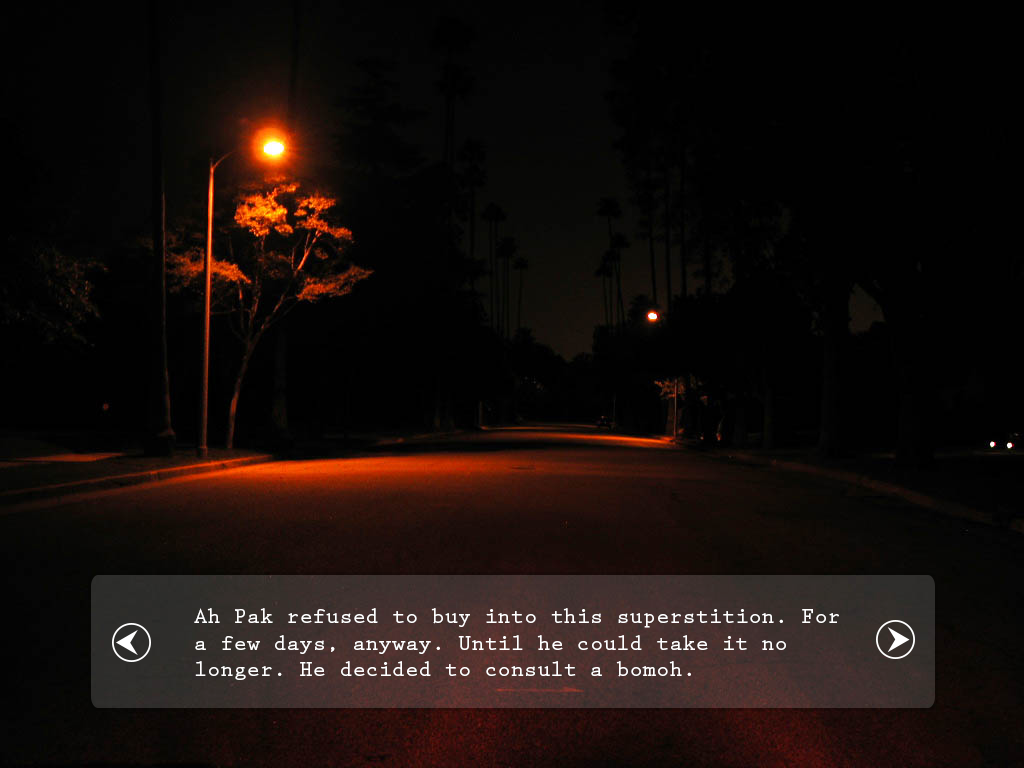 Ah Pak refused to buy into this superstition. For
a few days, anyway. Until he could take it no
longer. He decided to consult a bomoh.